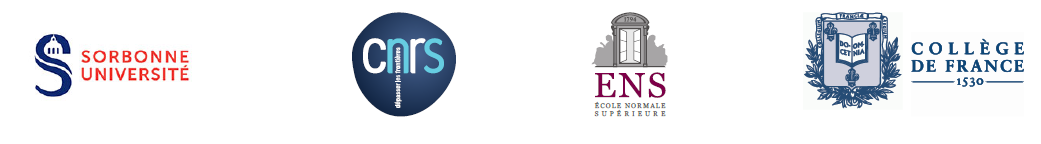 SORBONNE
UNIVERSITÉ
cnrs
dépasser les frontières
1794
ENS
ÉCOLE NORMALE
SUPÉRIEURE
COLLÈGE
DE FRANCE
1530